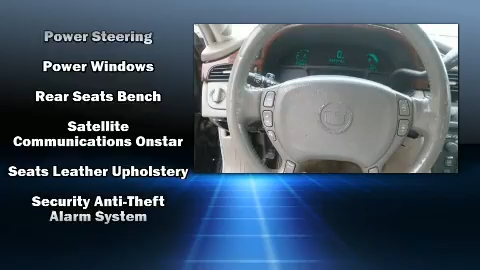 Power Steering
Power Windows
Rear Seats Bench
Satellite
Communications Onstar
Seats Leather Upholstery
Security Anti-Theft
Alarm System